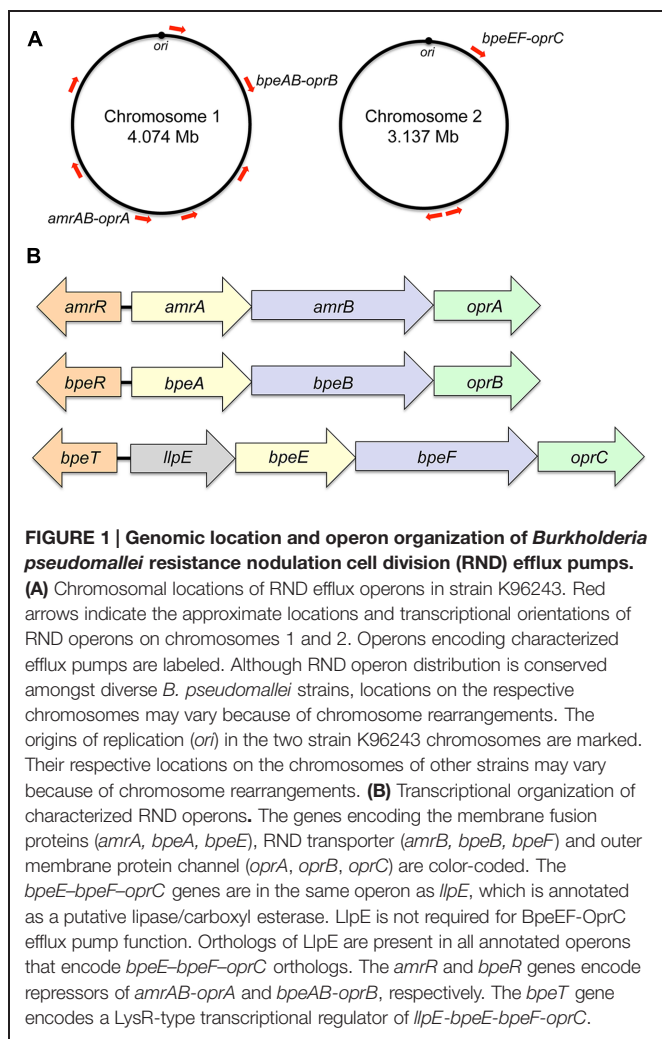 A
ori
bpeAB-oprB
Chromosome 1
4.074 Mb
amrAB-oprA
bpeEF-oprC
ori
Chromosome 2
3.137 Mb
B
amrR amrA amrB oprA
bpeR bpeA bpeB oprB
bpeT llpE bpeE bpeF oprC
FIGURE 1 | Genomic location and operon organization of Burkholderia
pseudomallei resistance nodulation cell division (RND) efflux pumps.
(A) Chromosomal locations of RND efflux operons in strain K96243. Red
arrows indicate the approximate locations and transcriptional orientations of
RND operons on chromosomes 1 and 2. Operons encoding characterized
efflux pumps are labeled. Although RND operon distribution is conserved
amongst diverse B. pseudomallei strains, locations on the respective
chromosomes may vary because of chromosome rearrangements. The
origins of replication (ori) in the two strain K96243 chromosomes are marked.
Their respective locations on the chromosomes of other strains may vary
because of chromosome rearrangements. (B) Transcriptional organization of
characterized RND operons. The genes encoding the membrane fusion
proteins (amrA, bpeA, bpeE), RND transporter (amrB, bpeB, bpeF) and outer
membrane protein channel (oprA, oprB, oprC) are color-coded. The
bpeE–bpeF–oprC genes are in the same operon as llpE, which is annotated
as a putative lipase/carboxyl esterase. LlpE is not required for BpeEF-OprC
efflux pump function. Orthologs of LlpE are present in all annotated operons
that encode bpeE–bpeF–oprC orthologs. The amrR and bpeR genes encode
repressors of amrAB-oprA and bpeAB-oprB, respectively. The bpeT gene
encodes a LysR-type transcriptional regulator of llpE-bpeE-bpeF-oprC.